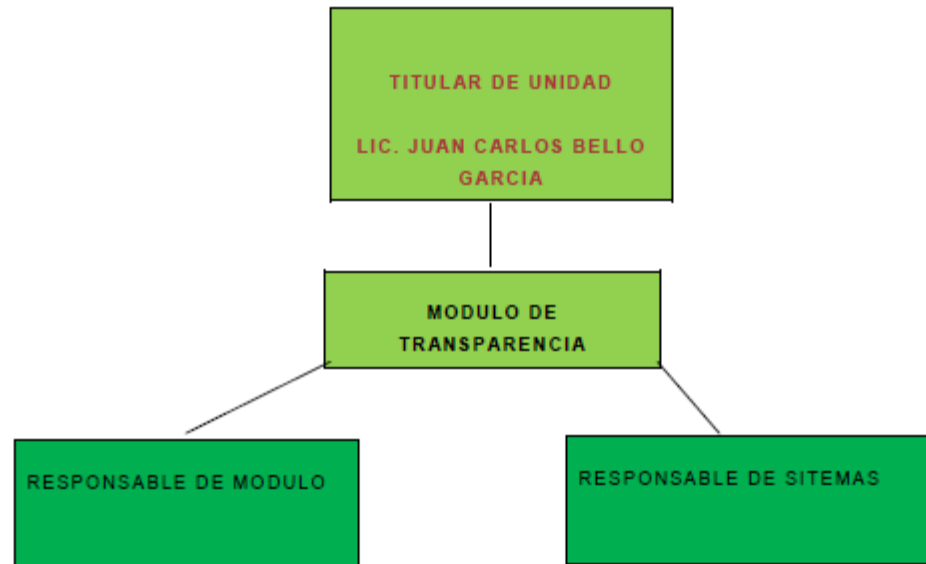 TITULAR DE UNIDAD
LIC. JUAN CARLOS BELLO
GARCIA
MODULO DE
TRANSPARENCIA
RESPONSABLE DE MODULO
RESPONSABLE DE SITEMAS